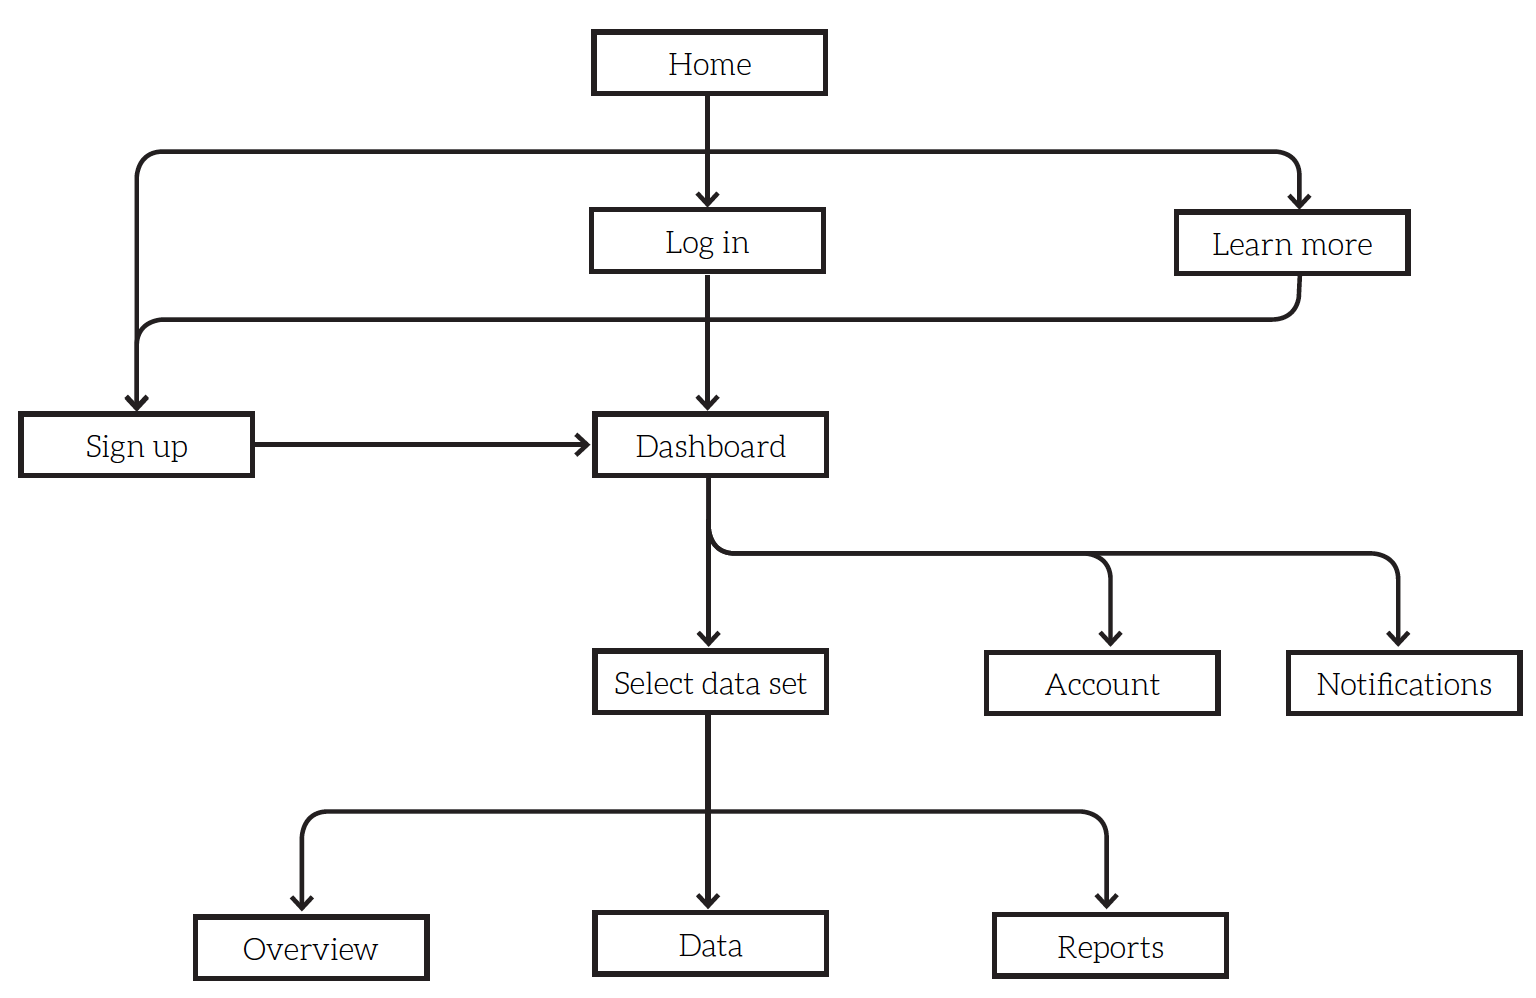 Home
Log in
Learn more
Sign up
Dashboard
Select data set
Account
Notifications
Overview
Data
Reports